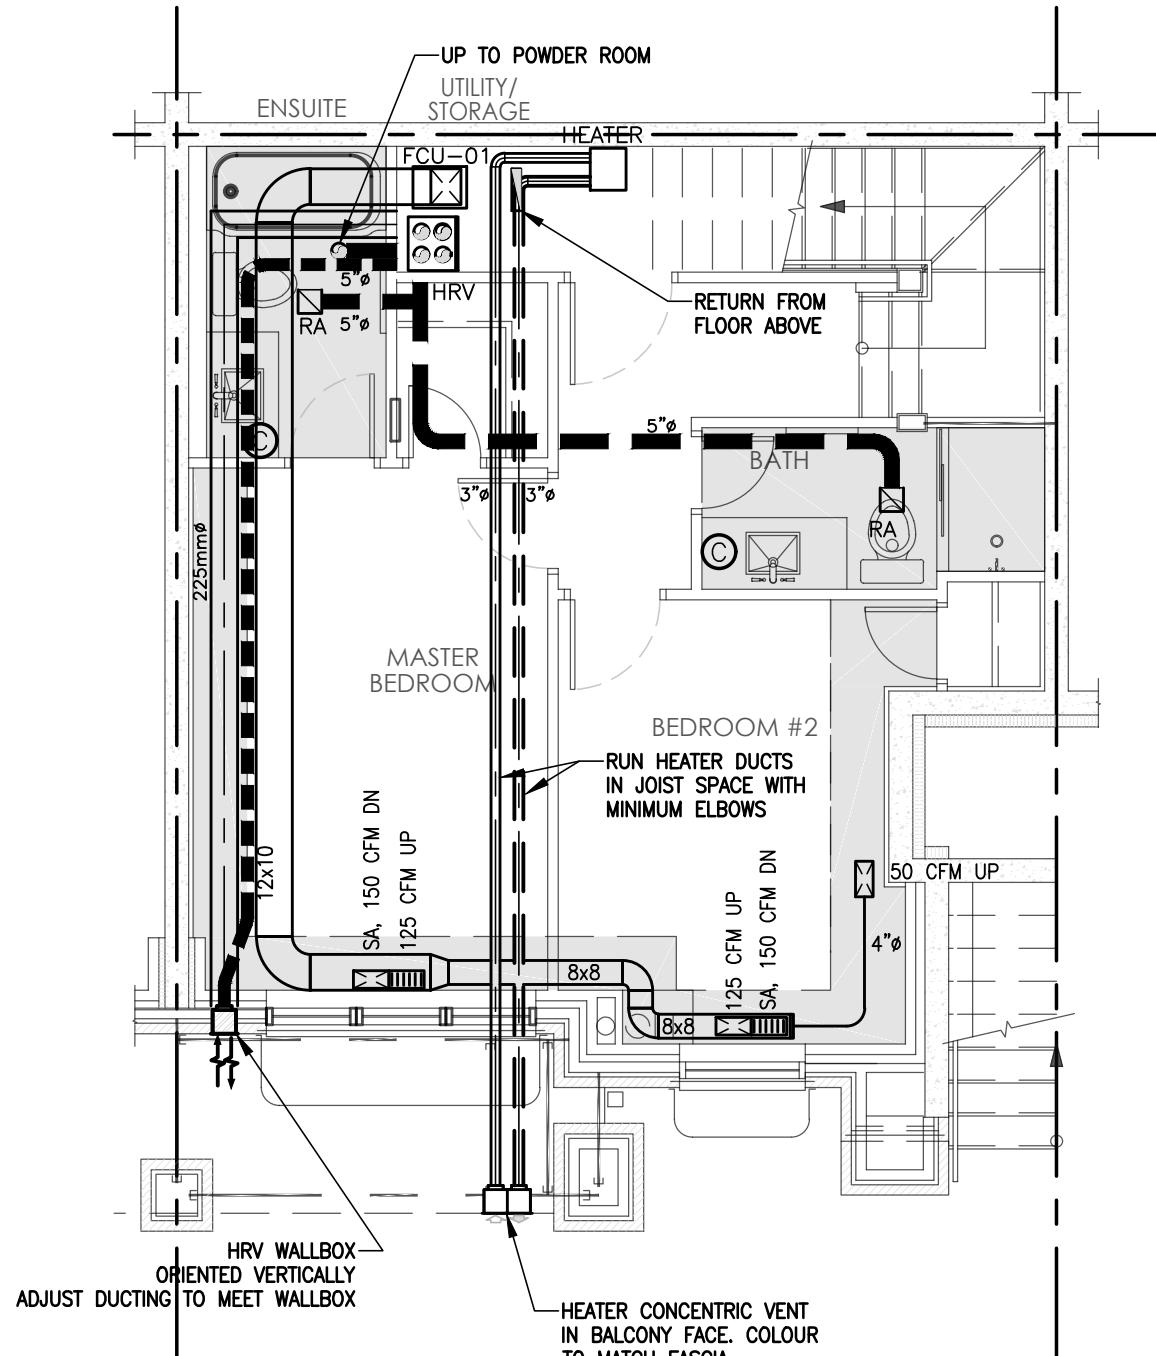 UP TO POWDER ROOM
UTILITY/
STORAGE
ENSUITE
HEATER
FCU-01
5"ø
HRV
RA
5"ø
RETURN FROM
FLOOR ABOVE
5"ø
C
BATH
3"ø
3"ø
RA
C
225mmØ
MASTER
BEDROOM
BEDROOM #2
RUN HEATER DUCTS
IN JOIST SPACE WITH
MINIMUM ELBOWS
12x10
SA, 150 CFM DN
125 CFM UP
125 CFM UP
SA, 150 CFM DN
50 CFM UP
4"ø
8x8
8x8
HRV WALLBOX
ORIENTED VERTICALLY
ADJUST DUCTING TO MEET WALLBOX
HEATER CONCENTRIC VENT
IN BALCONY FACE. COLOUR
TO MATCH FASCIA